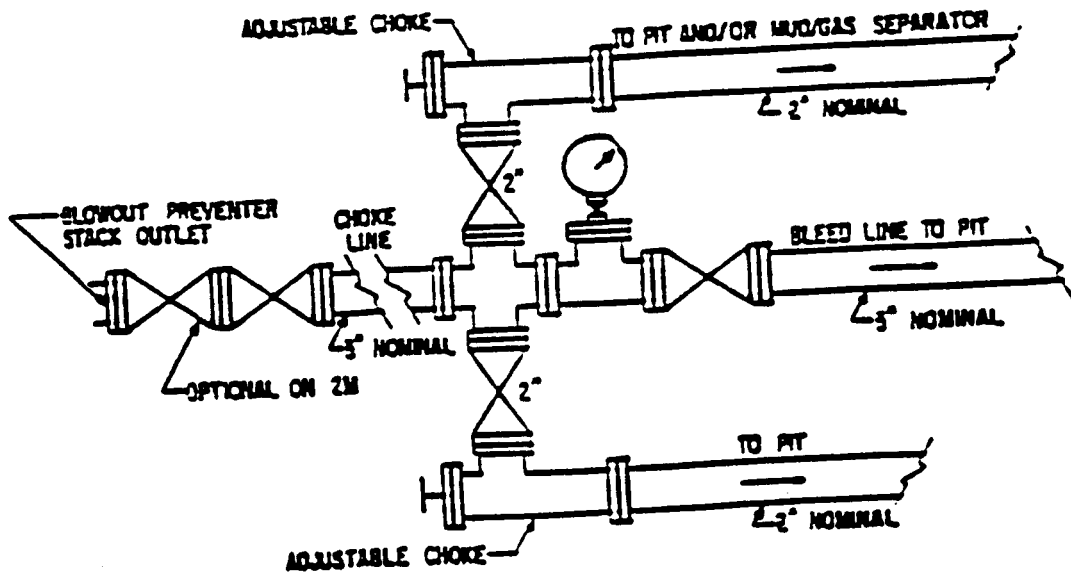 ADJUSTABLE CHOKE
TO PIT AND/OR MUD/GAS SEPARATOR
2" NOMINAL
2"
BLOWOUT PREVENTER
STACK OUTLET
CHOKE
LINE
BLEED LINE TO PIT
3" NOMINAL
3" NOMINAL
OPTIONAL ON 2M
2"
TO PIT
2" NOMINAL
ADJUSTABLE CHOKE